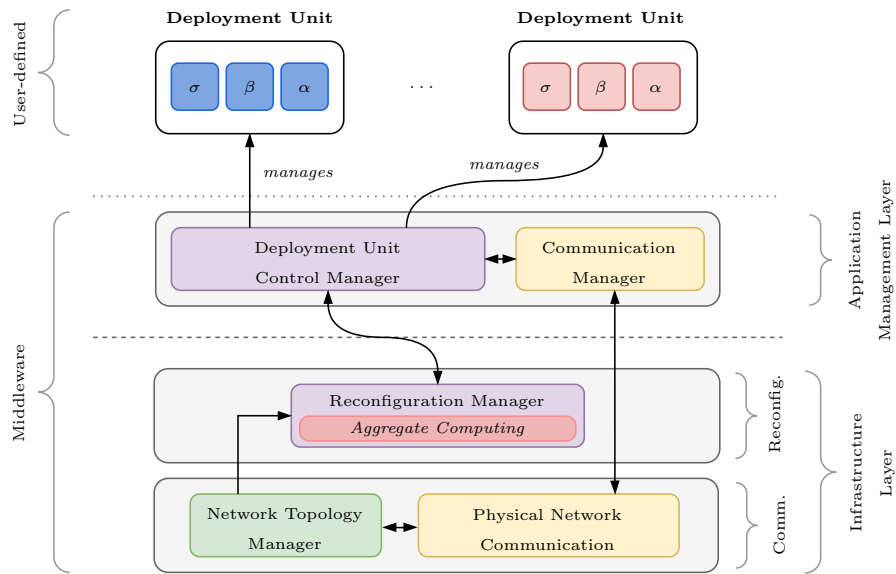 Deployment Unit
Deployment Unit
User-defined
σ β α
...
σ β α
manages
manages
Middleware
Deployment Unit
Control Manager
Communication
Manager
Application
Management Layer
Reconfiguration Manager
Aggregate Computing
Reconfig.
Infrastructure
Layer
Network Topology
Manager
Physical Network
Communication
Comm.